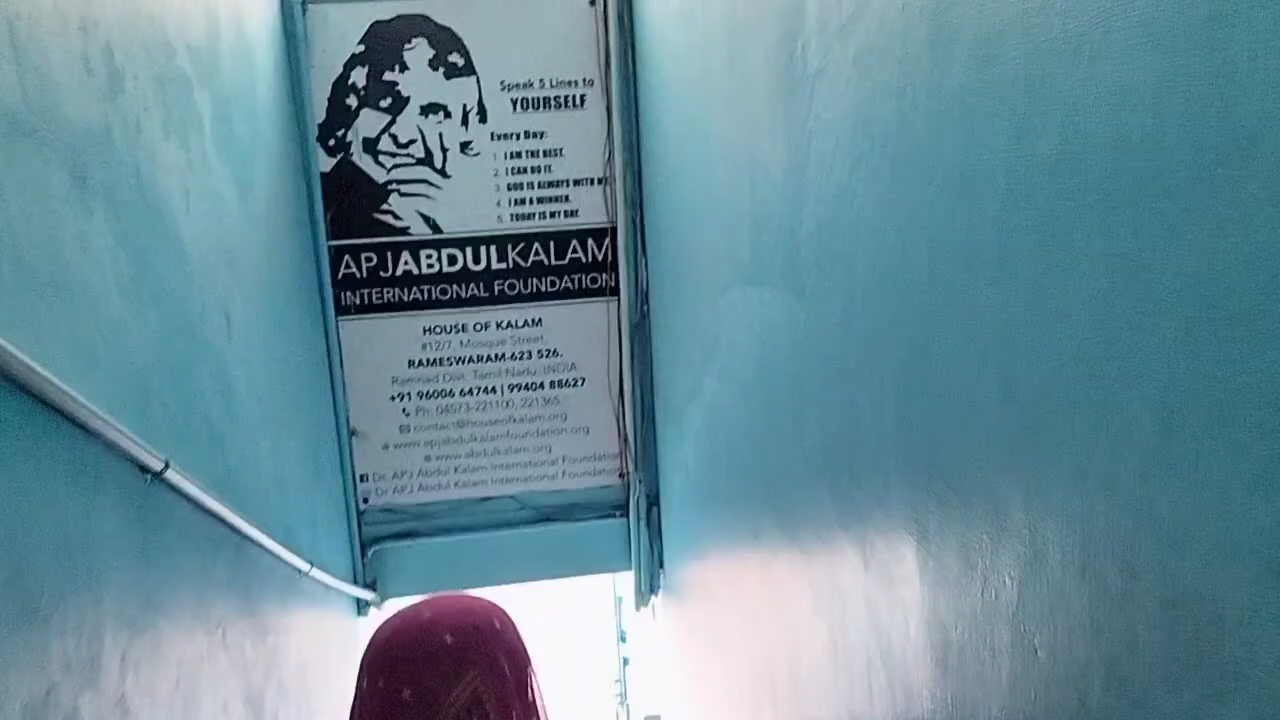 Speak 5 Lines to
YOURSELF
Every Day:
1. I AM THE BEST.
2. I CAN DO IT.
3. GOD IS ALWAYS WITH ME
4. I AM A WINNER.
5. TODAY IS MY DAY.
APJABDULKALAM
INTERNATIONAL FOUNDATION
HOUSE OF KALAM
#12/7, Mosque Street,
RAMESWARAM-623 526.
Ramnad Dist. Tamil Nadu, INDIA
+91 96006 64744 | 99404 88627
Ph: 04573-221100, 221365
contact@houseofkalam.org
www.apjabdulkalamfoundation.org
www.abdulkalam.org
Dr. APJ Abdul Kalam International Foundation
Dr APJ Abdul Kalam International Foundation